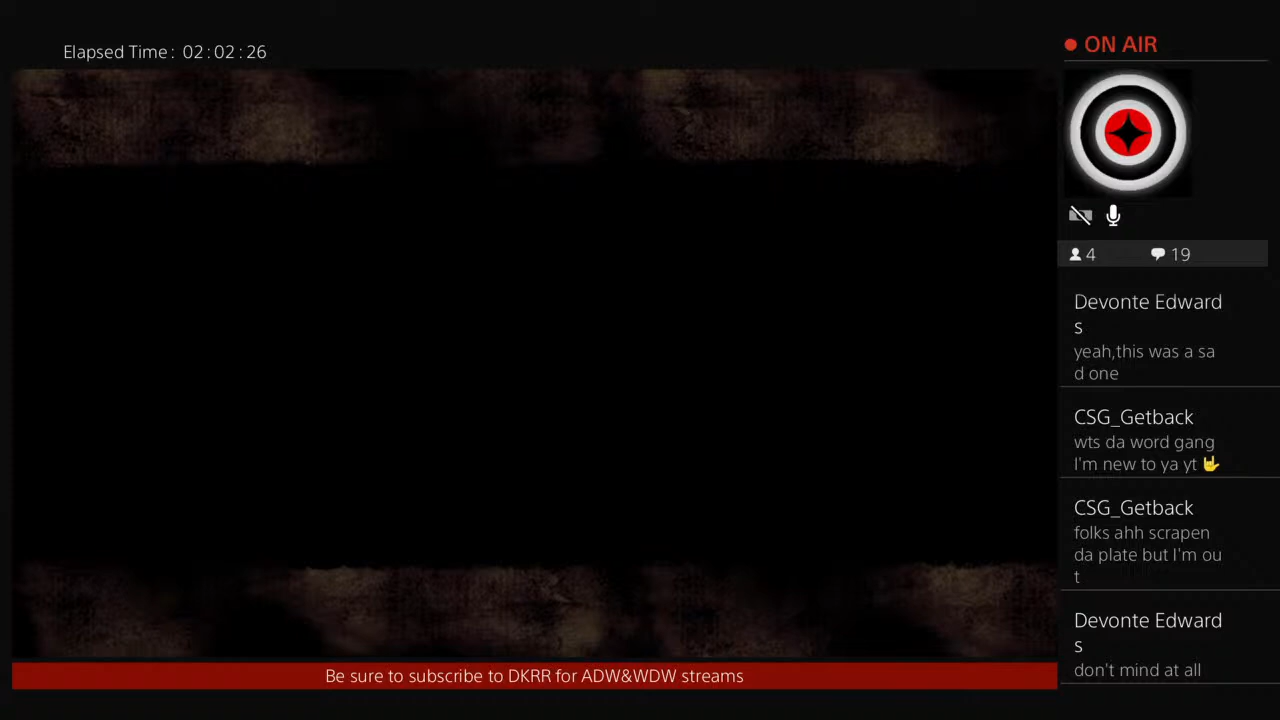 Elapsed Time: 02:02:26
ON AIR
4 19
Devonte Edward
s
yeah,this was a sa
d one
CSG_Getback
wts da word gang
I'm new to ya yt 🤟
CSG_Getback
folks ahh scrapen
da plate but I'm ou
t
Devonte Edward
s
don't mind at all
Be sure to subscribe to DKRR for ADW&WDW streams